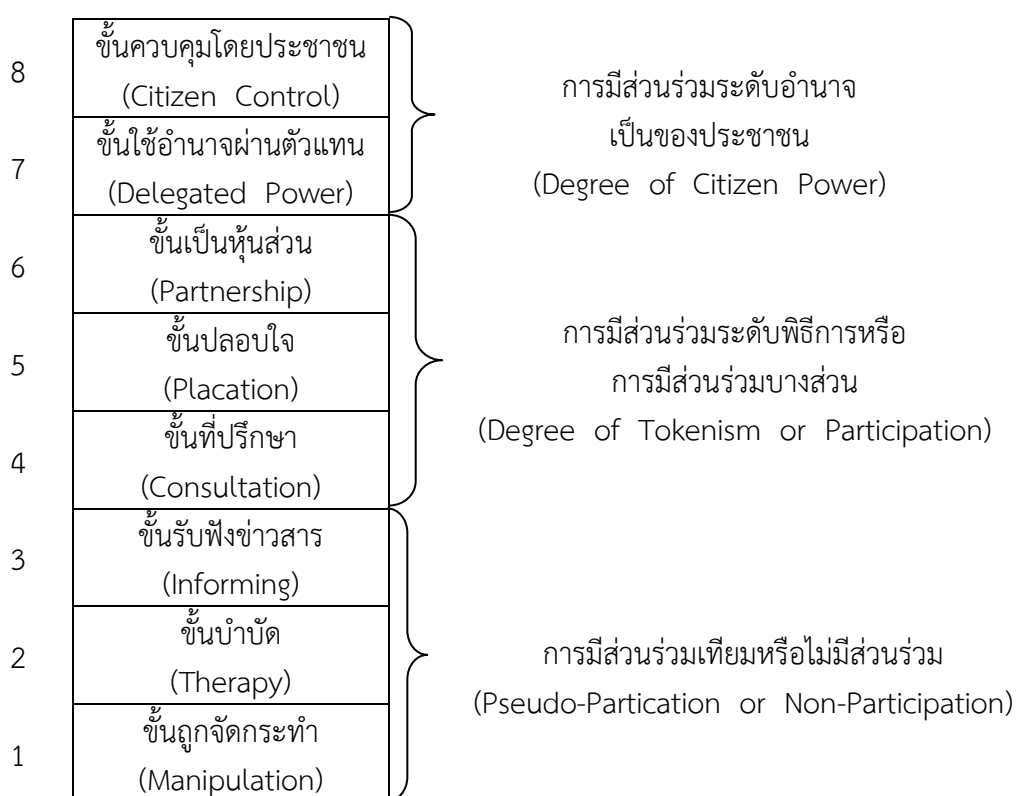 8
ขั้นควบคุมโดยประชาชน
(Citizen Control)
7
ขั้นใช้อำนาจผ่านตัวแทน
(Delegated Power)
การมีส่วนร่วมระดับอำนาจ
เป็นของประชาชน
(Degree of Citizen Power)
6
ขั้นเป็นหุ้นส่วน
(Partnership)
5
ขั้นปลอบใจ
(Placation)
4
ขั้นที่ปรึกษา
(Consultation)
การมีส่วนร่วมระดับพิธีการหรือ
การมีส่วนร่วมบางส่วน
(Degree of Tokenism or Participation)
3
ขั้นรับฟังข่าวสาร
(Informing)
2
ขั้นบำบัด
(Therapy)
1
ขั้นถูกจัดกระทำ
(Manipulation)
การมีส่วนร่วมเทียมหรือไม่มีส่วนร่วม
(Pseudo-Partication or Non-Participation)